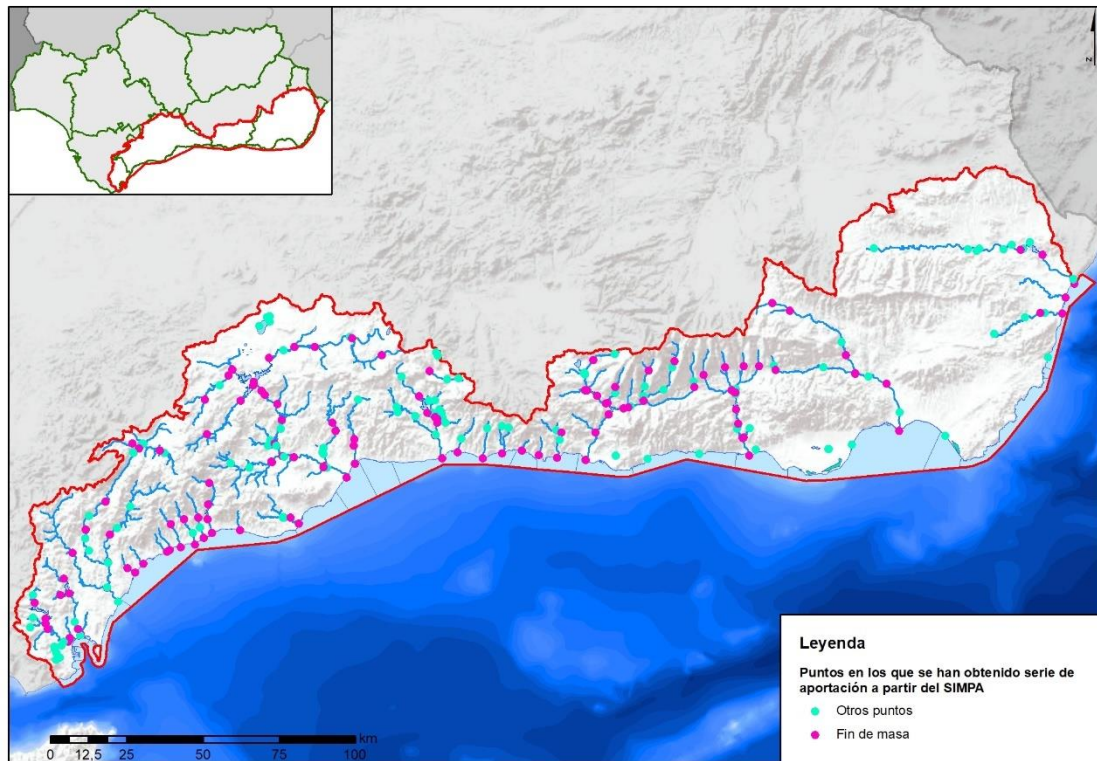 z
Leyenda
Puntos en los que se han obtenido serie de
aportación a partir del SIMPA
Otros puntos
Fin de masa
km
0 12,5 25 50 75 100